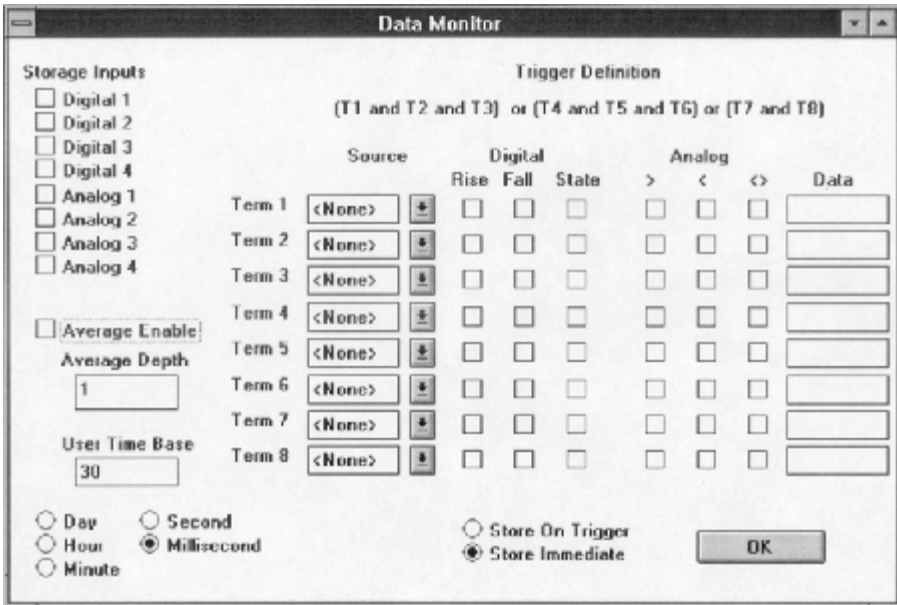 Data Monitor
Storage Inputs
Digital 1
Digital 2
Digital 3
Digital 4
Analog 1
Analog 2
Analog 3
Analog 4
Average Enable
Average Depth
1
User Time Base
30
Day
Hour
Minute
Second
Millisecond
Trigger Definition
(T1 and T2 and T3) or (T4 and T5 and T6) or (T7 and T8)
Source Digital Analog
Rise Fall State > < <> Data
Term 1 <None>
Term 2 <None>
Term 3 <None>
Term 4 <None>
Term 5 <None>
Term 6 <None>
Term 7 <None>
Term 8 <None>
Store On Trigger
Store Immediate
OK